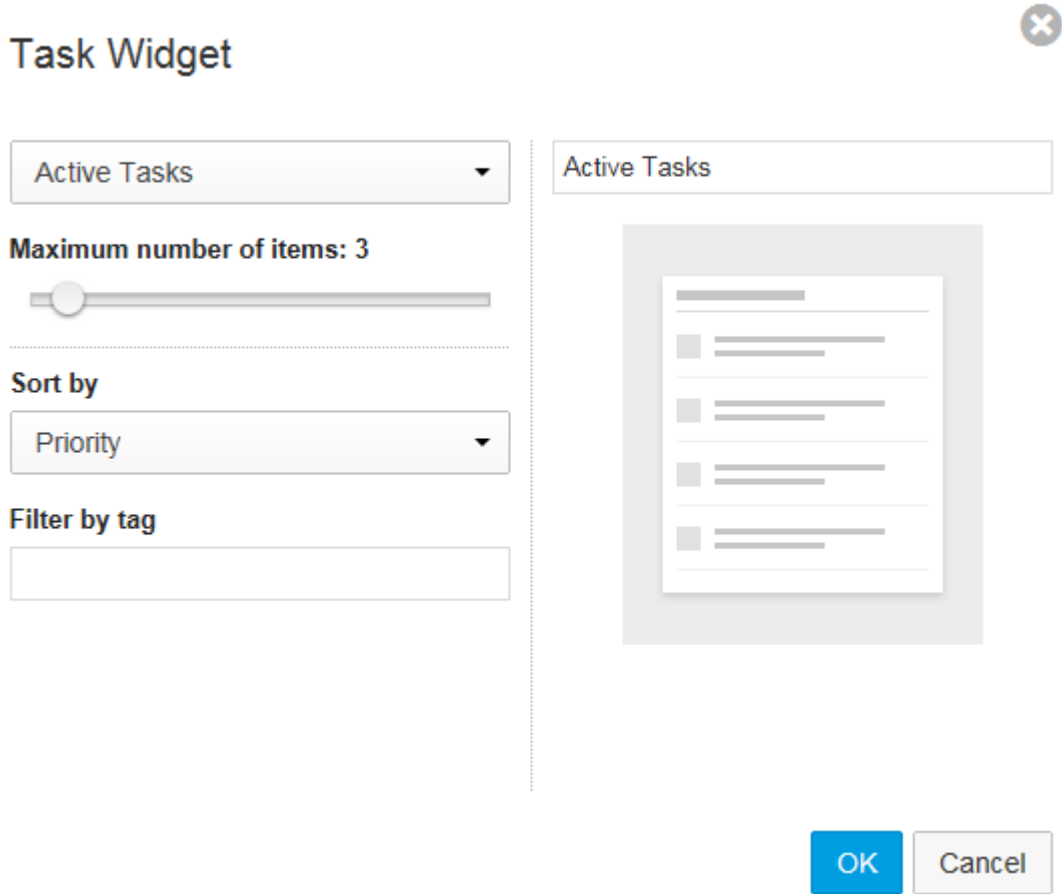 Task Widget
Active Tasks
Maximum number of items: 3
Sort by
Priority
Filter by tag
Active Tasks
OK
Cancel